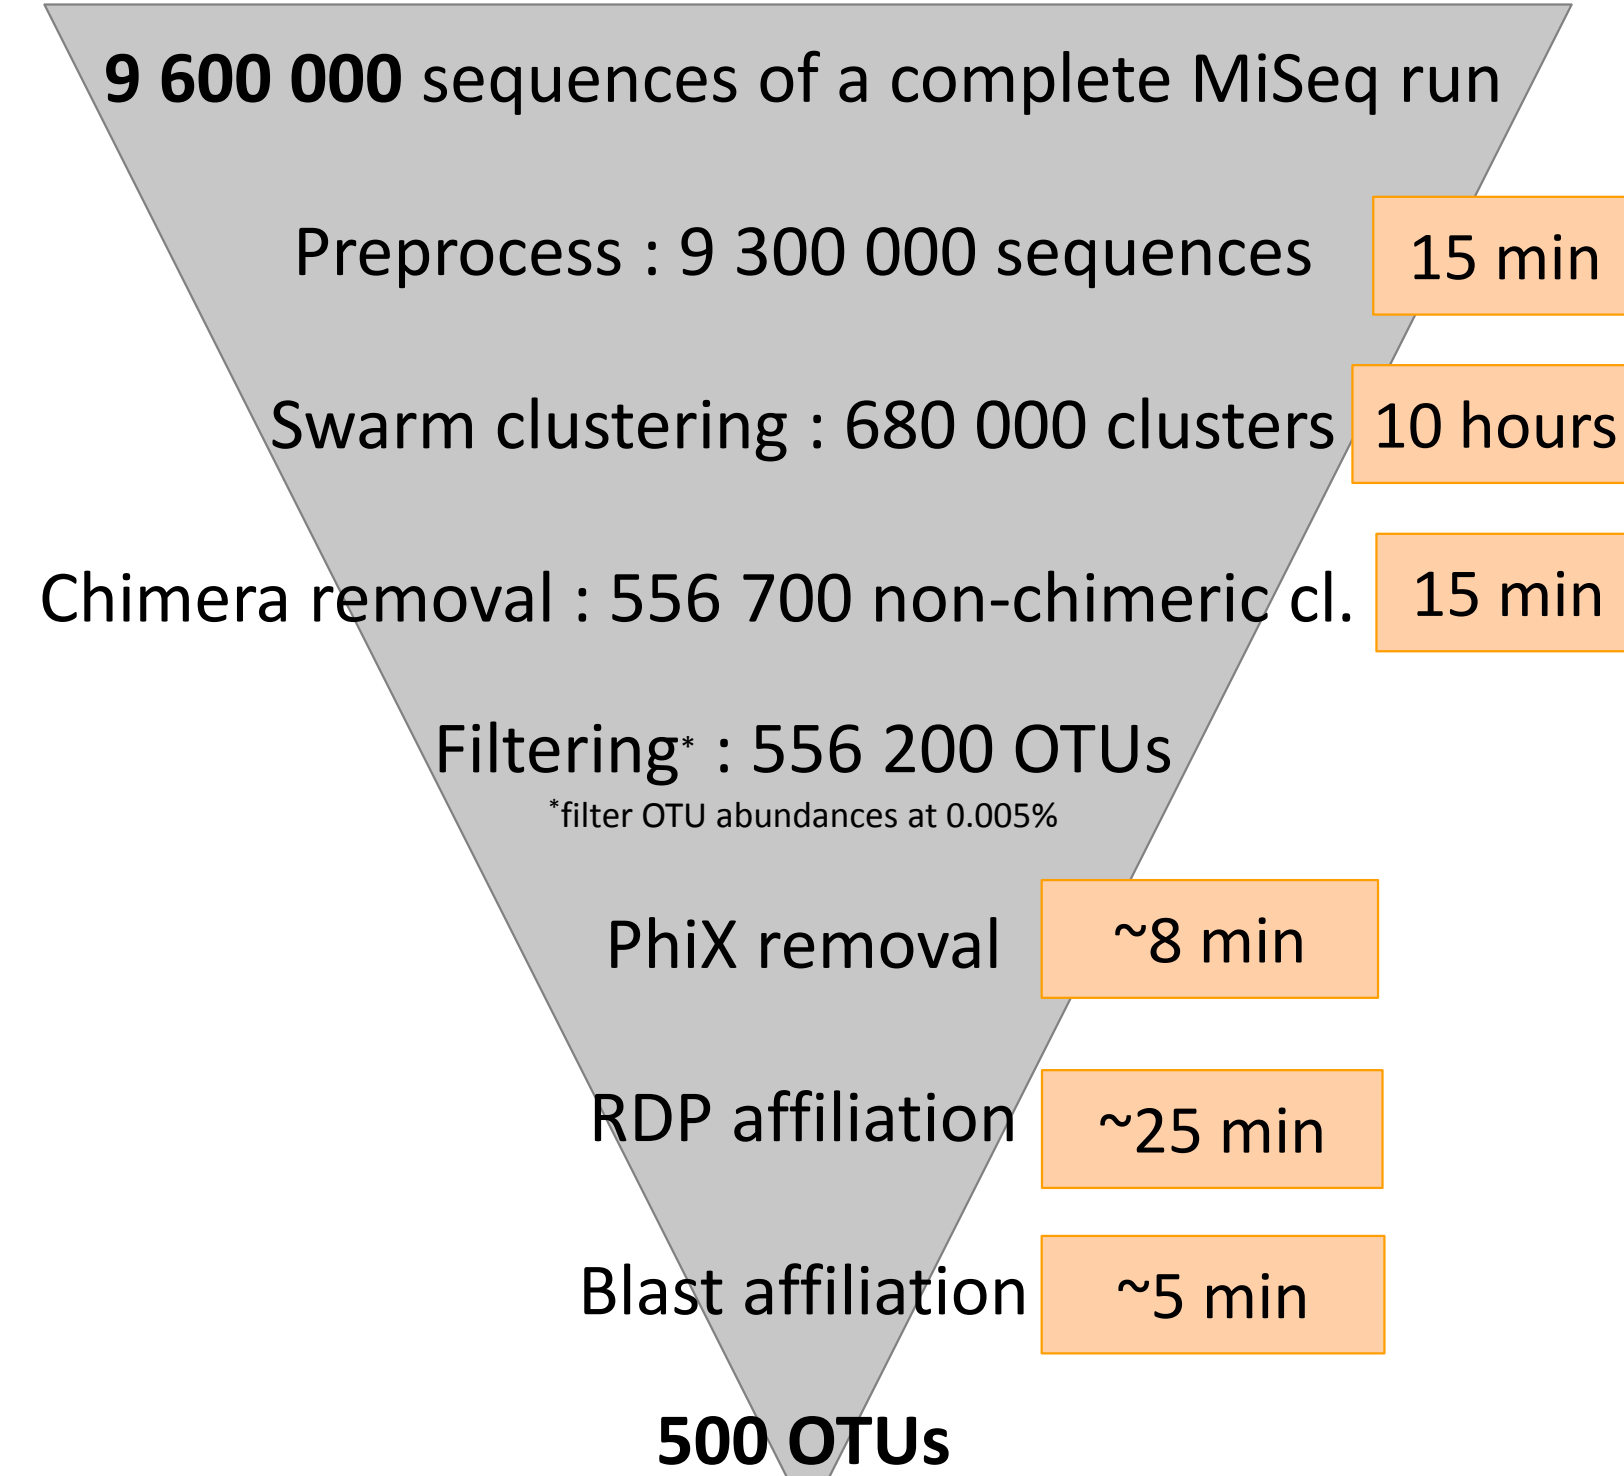 9 600 000 sequences of a complete MiSeq run
Preprocess : 9 300 000 sequences
15 min
Swarm clustering : 680 000 clusters
10 hours
Chimera removal : 556 700 non-chimeric cl.
15 min
Filtering* : 556 200 OTUs
*filter OTU abundances at 0.005%
PhiX removal
~8 min
RDP affiliation
~25 min
Blast affiliation
~5 min
500 OTUs